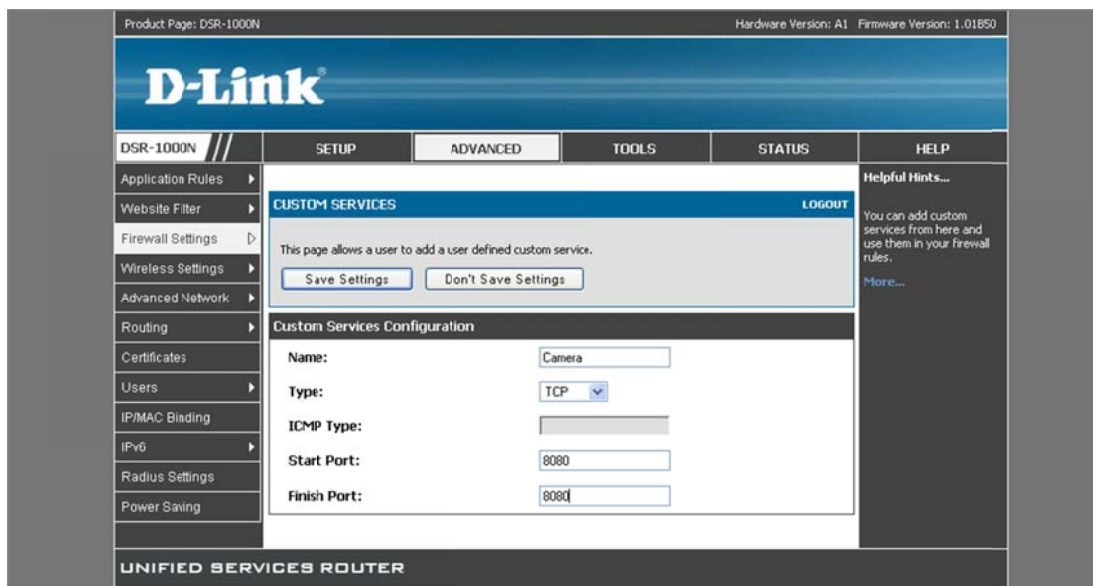 Product Page: DSR-1000N Hardware Version: A1 Firmware Version: 1.01B50
D-Link®
DSR-1000N SETUP ADVANCED TOOLS STATUS HELP
Application Rules
Website Filter
Firewall Settings
Wireless Settings
Advanced Network
Routing
Certificates
Users
IP/MAC Binding
IPv6
Radius Settings
Power Saving
CUSTOM SERVICES LOGOUT
This page allows a user to add a user defined custom service.
Save Settings Don't Save Settings
Custom Services Configuration
Name: Camera
Type: TCP
ICMP Type:
Start Port: 8080
Finish Port: 8080
Helpful Hints...
You can add custom
services from here and
use them in your firewall
rules.
More...
UNIFIED SERVICES ROUTER